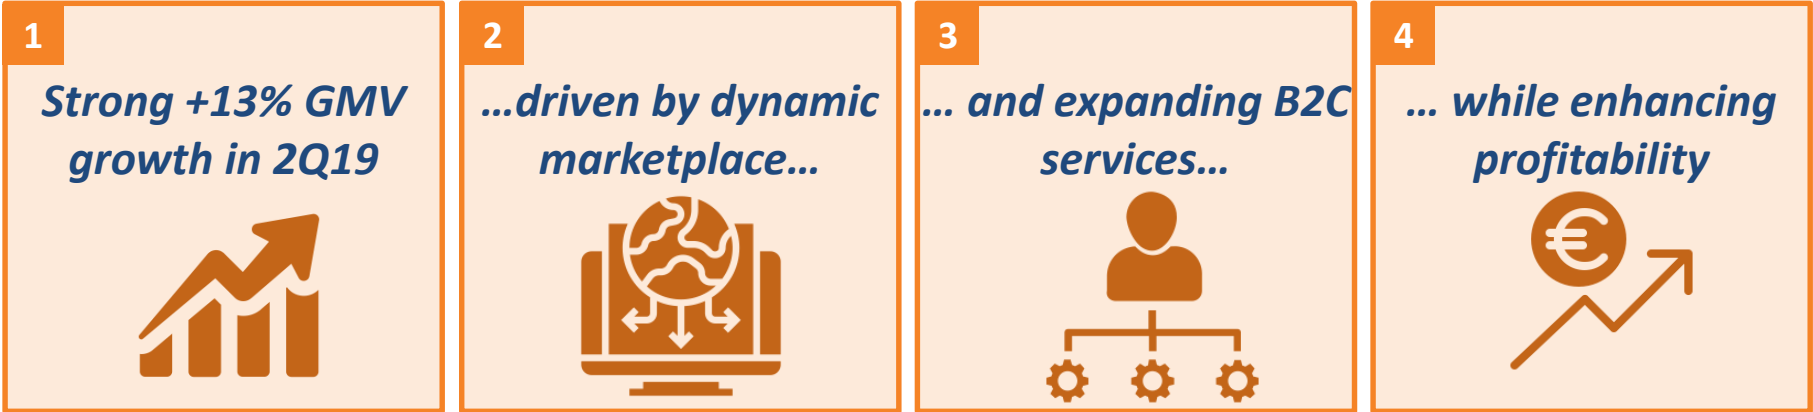 1
Strong +13% GMV
growth in 2Q19
2
…driven by dynamic
marketplace…
3
… and expanding B2C
services…
4
… while enhancing
profitability
€